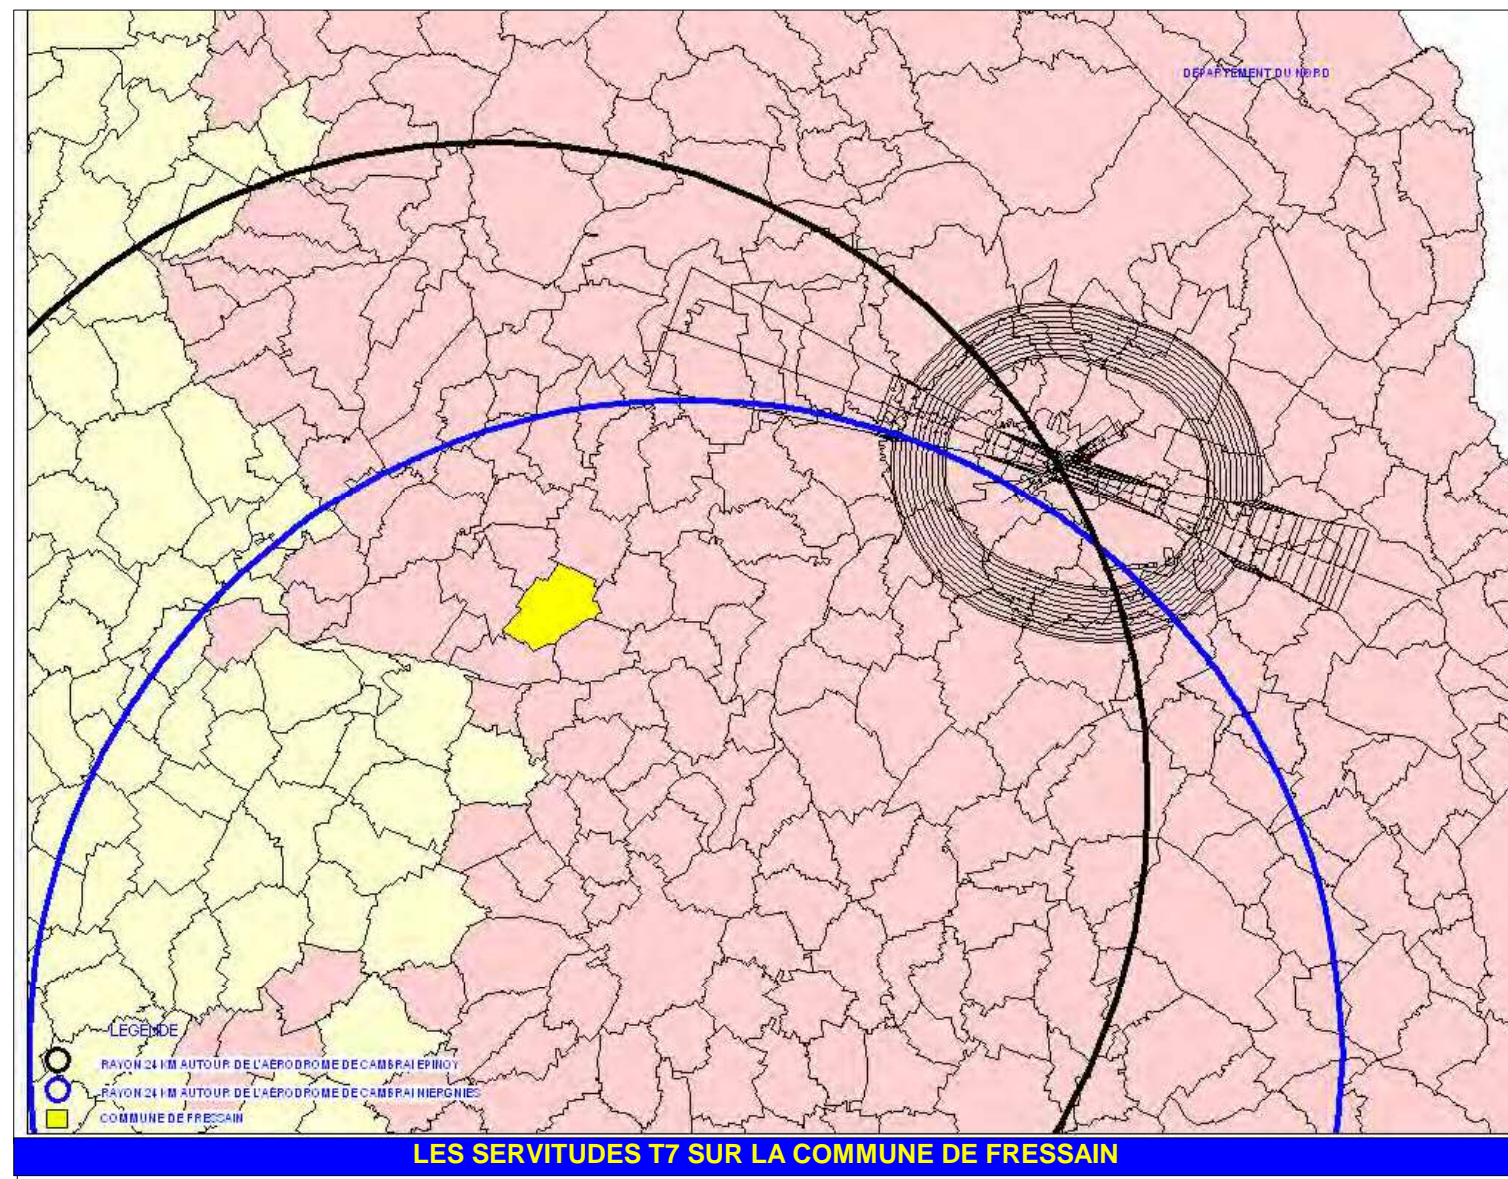 DEPARTEMENT DU NORD
LEGENDE
RAYON 24 KM AUTOUR DE L'AERODROME DE CAMBRAI EPINOY
RAYON 24 KM AUTOUR DE L'AERODROME DE CAMBRAI NIERGNIES
COMMUNE DE FRESSAIN
LES SERVITUDES T7 SUR LA COMMUNE DE FRESSAIN